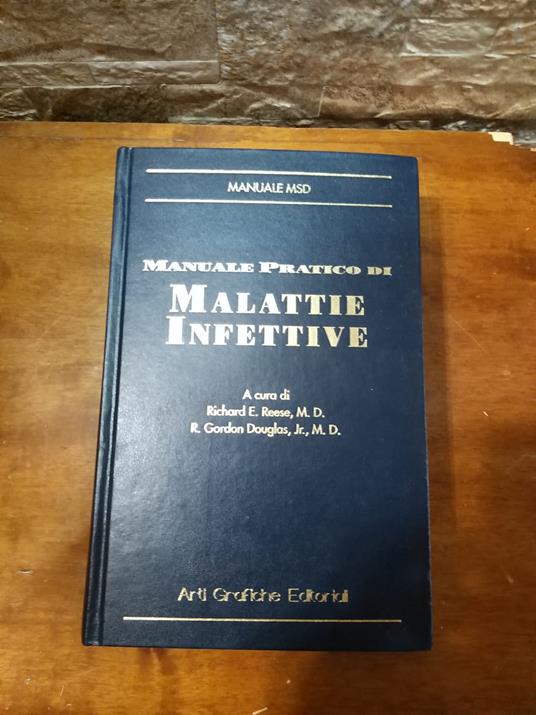 MANUALE MSD
MANUALE PRATICO DI
MALATTIE
INFETTIVE
A cura di
Richard E. Reese, M. D.
R. Gordon Douglas, Jr., M. D.
Arti Grafiche Editoriali